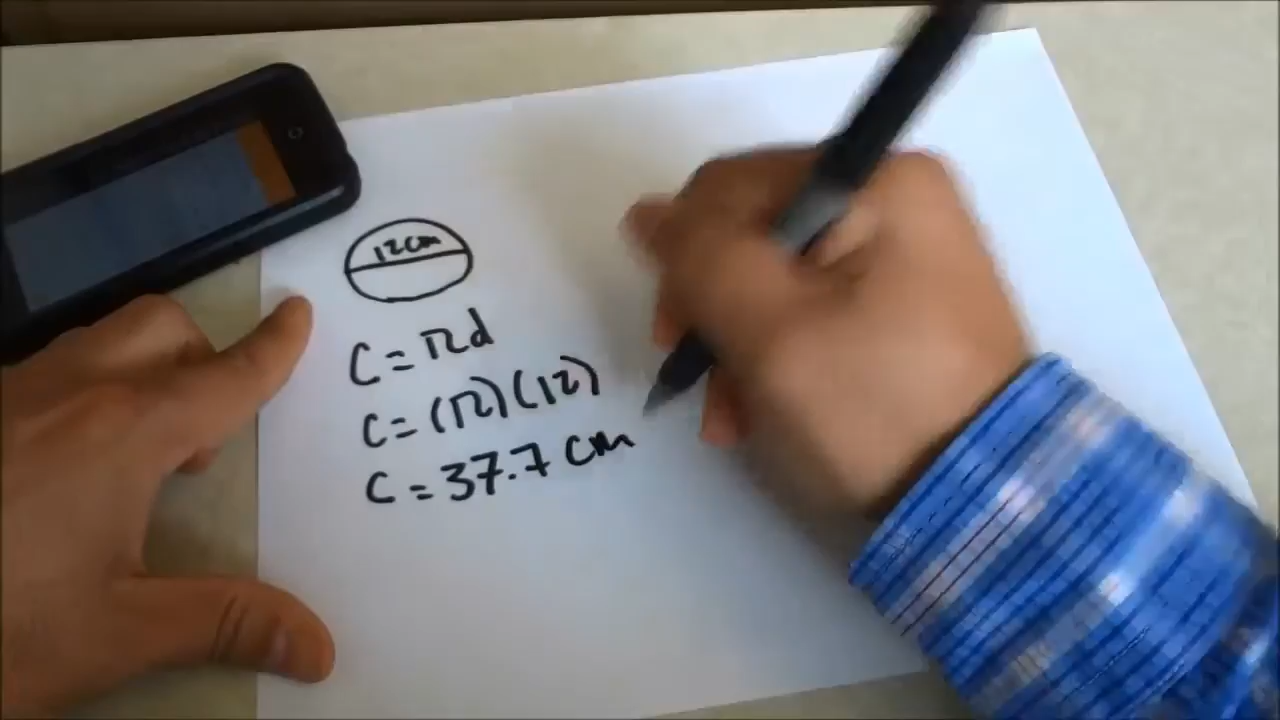 12cm
C = πd
C = (π)(12)
C = 37.7 cm